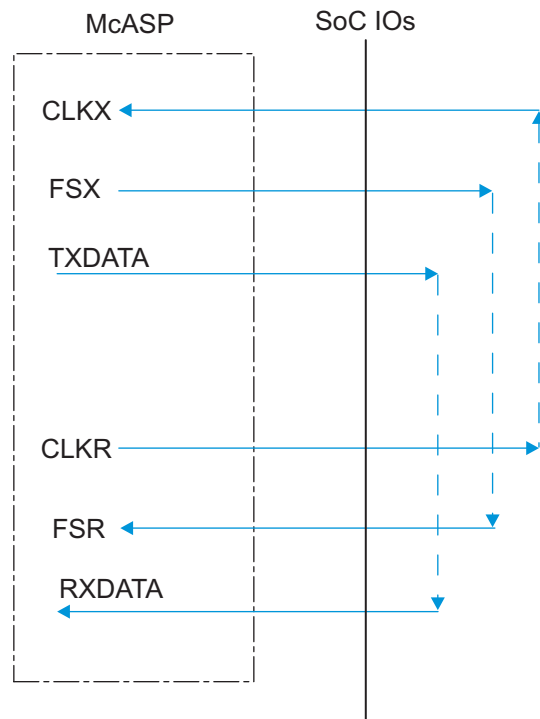 McASP
SoC IOs
CLKX
FSX
TXDATA
CLKR
FSR
RXDATA